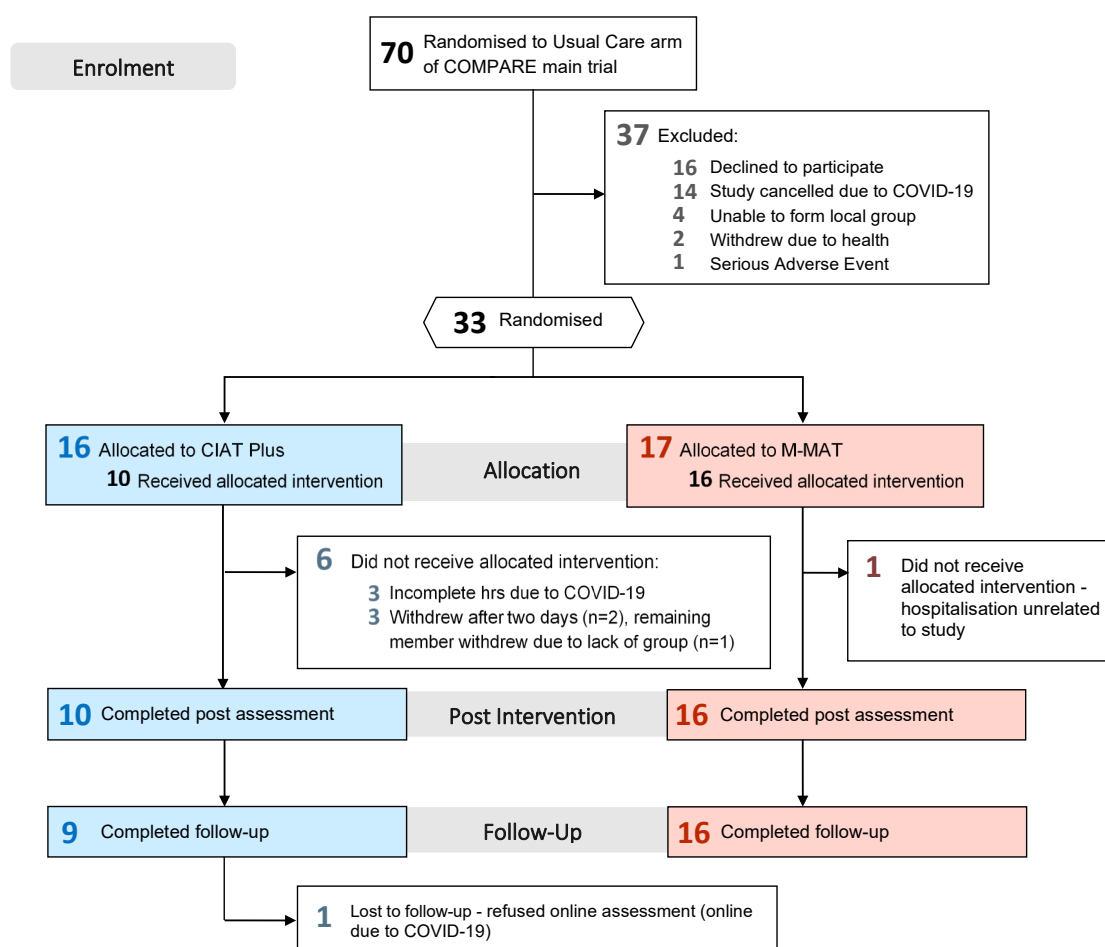 Enrolment
70 Randomised to Usual Care arm
of COMPARE main trial
37 Excluded:
16 Declined to participate
14 Study cancelled due to COVID-19
4 Unable to form local group
2 Withdrew due to health
1 Serious Adverse Event
33 Randomised
16 Allocated to CIAT Plus
10 Received allocated intervention
Allocation
17 Allocated to M-MAT
16 Received allocated intervention
6 Did not receive allocated intervention:
3 Incomplete hrs due to COVID-19
3 Withdrew after two days (n=2), remaining
member withdrew due to lack of group (n=1)
1 Did not receive
allocated intervention -
hospitalisation unrelated
to study
10 Completed post assessment
Post Intervention
16 Completed post assessment
9 Completed follow-up
Follow-Up
16 Completed follow-up
1 Lost to follow-up - refused online assessment (online
due to COVID-19)